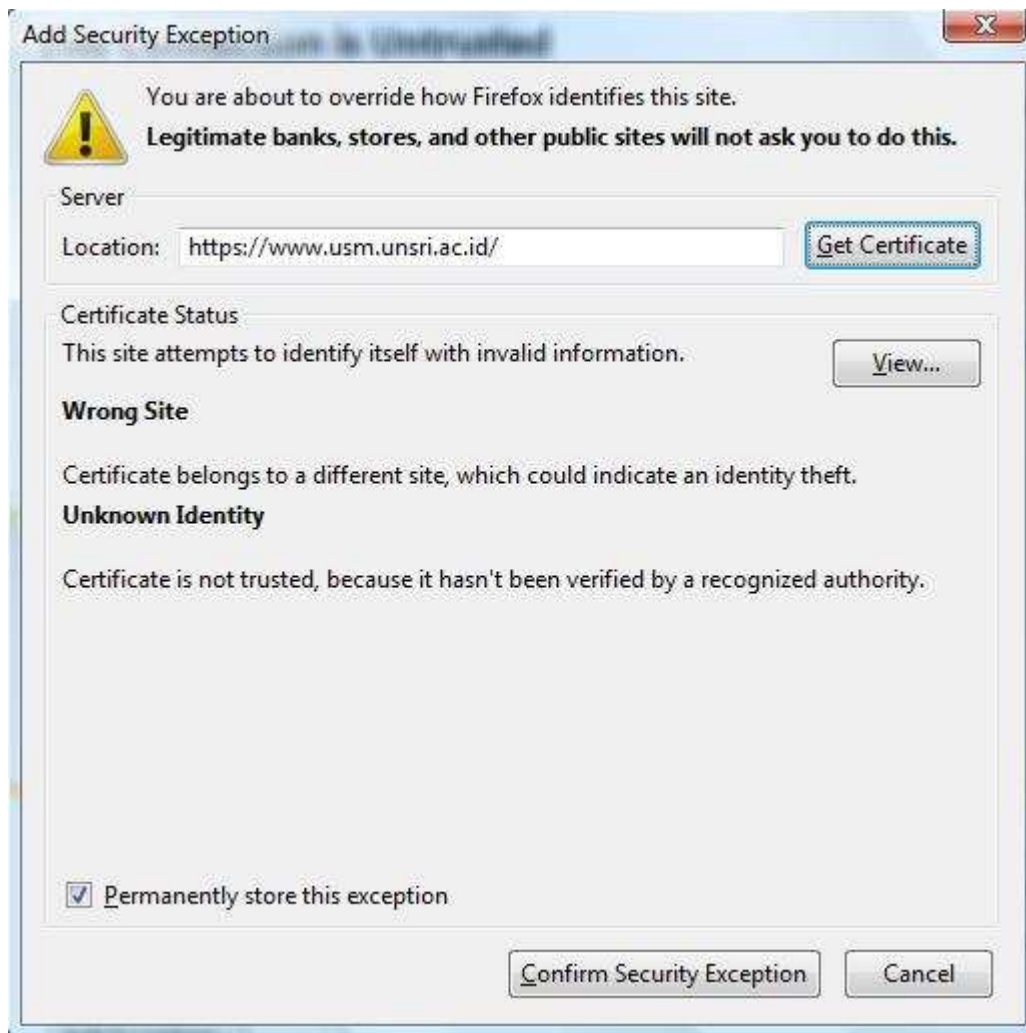 Add Security Exception
is Untrusted
You are about to override how Firefox identifies this site.
Legitimate banks, stores, and other public sites will not ask you to do this.
Server
Location: https://www.usm.unsri.ac.id/ Get Certificate
Certificate Status
This site attempts to identify itself with invalid information.
View...
Wrong Site
Certificate belongs to a different site, which could indicate an identity theft.
Unknown Identity
Certificate is not trusted, because it hasn't been verified by a recognized authority.
Permanently store this exception
Confirm Security Exception Cancel